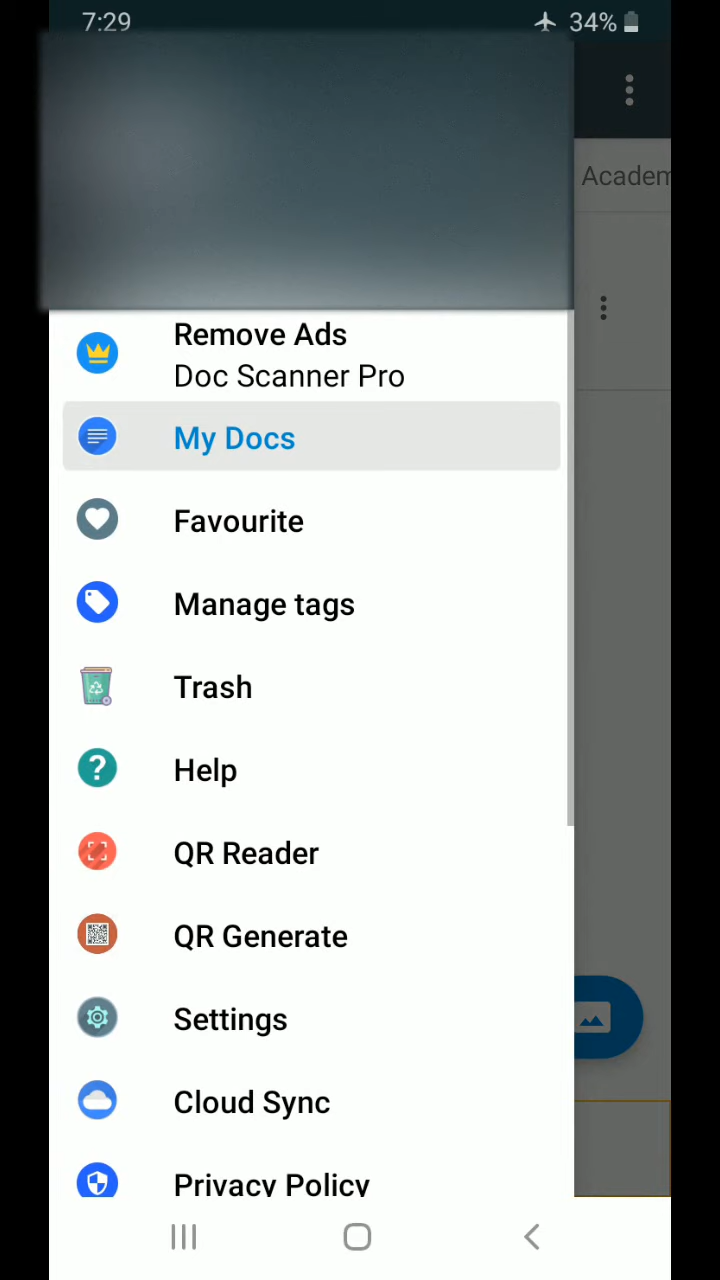 7:29
34%
Academ
Remove Ads
Doc Scanner Pro
My Docs
Favourite
Manage tags
Trash
Help
QR Reader
QR Generate
Settings
Cloud Sync
Privacy Policy